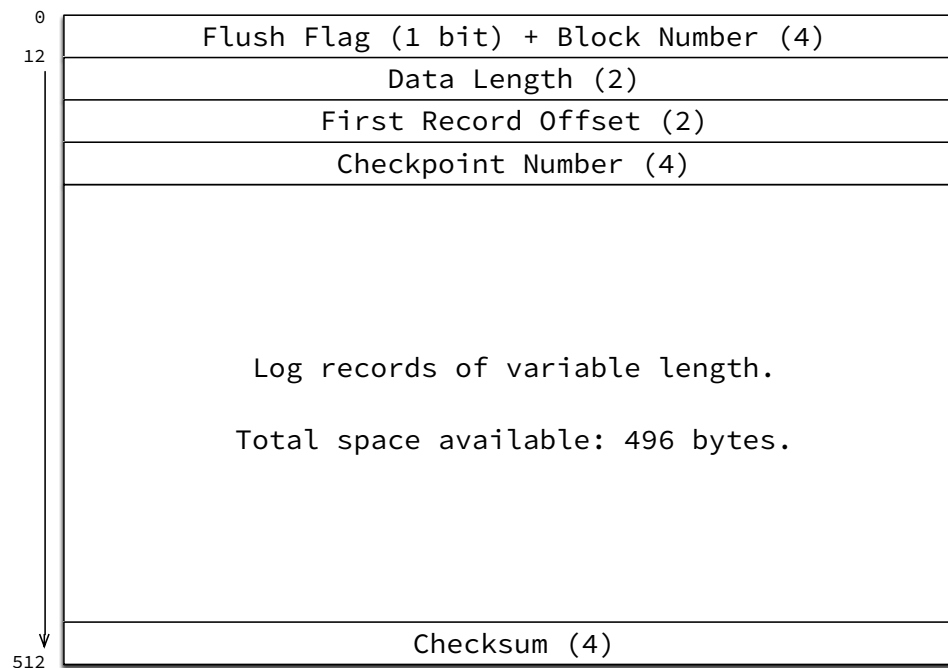 0
Flush Flag (1 bit) + Block Number (4)
12
Data Length (2)
First Record Offset (2)
Checkpoint Number (4)
Log records of variable length.
Total space available: 496 bytes.
Checksum (4)
512